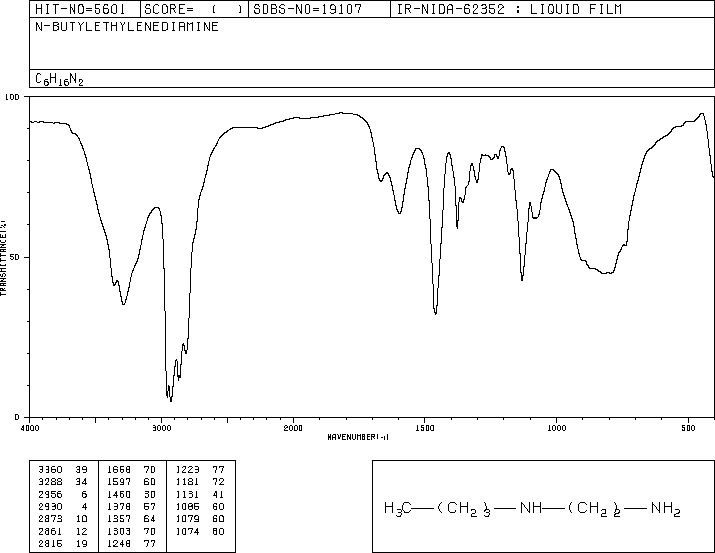 HIT-NO=5601 SCORE= ( ) SDBS-NO=19107 IR-NIDA-62352 : LIQUID FILM
N-BUTYLETHYLENEDIAMINE
C6H16N2
100
50
0
TRANSMITTANCE(%)
4000 3000 2000 1500 1000 500
WAVENUMBER(-1)
3360 39 1668 70 1223 77
3288 34 1597 60 1181 72
2956 6 1460 30 1131 41
2930 4 1378 57 1086 60
2873 10 1357 64 1079 60
2861 12 1303 70 1074 60
2815 19 1248 77
H3C—(CH2)3—NH—(CH2)2—NH2